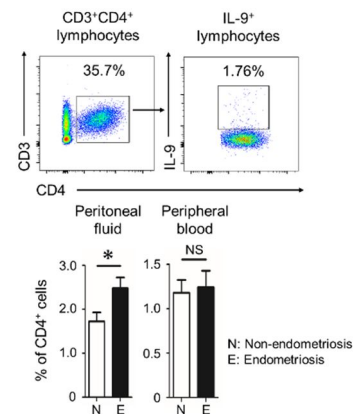 CD3+CD4+
lymphocytes
IL-9+
lymphocytes
35.7%
1.76%
CD3
IL-9
CD4
Peritoneal
fluid
Peripheral
blood
% of CD4+ cells
3.0
2.0
1.0
0
*
N E
1.5
1.0
0.5
0
NS
N E
N: Non-endometriosis
E: Endometriosis